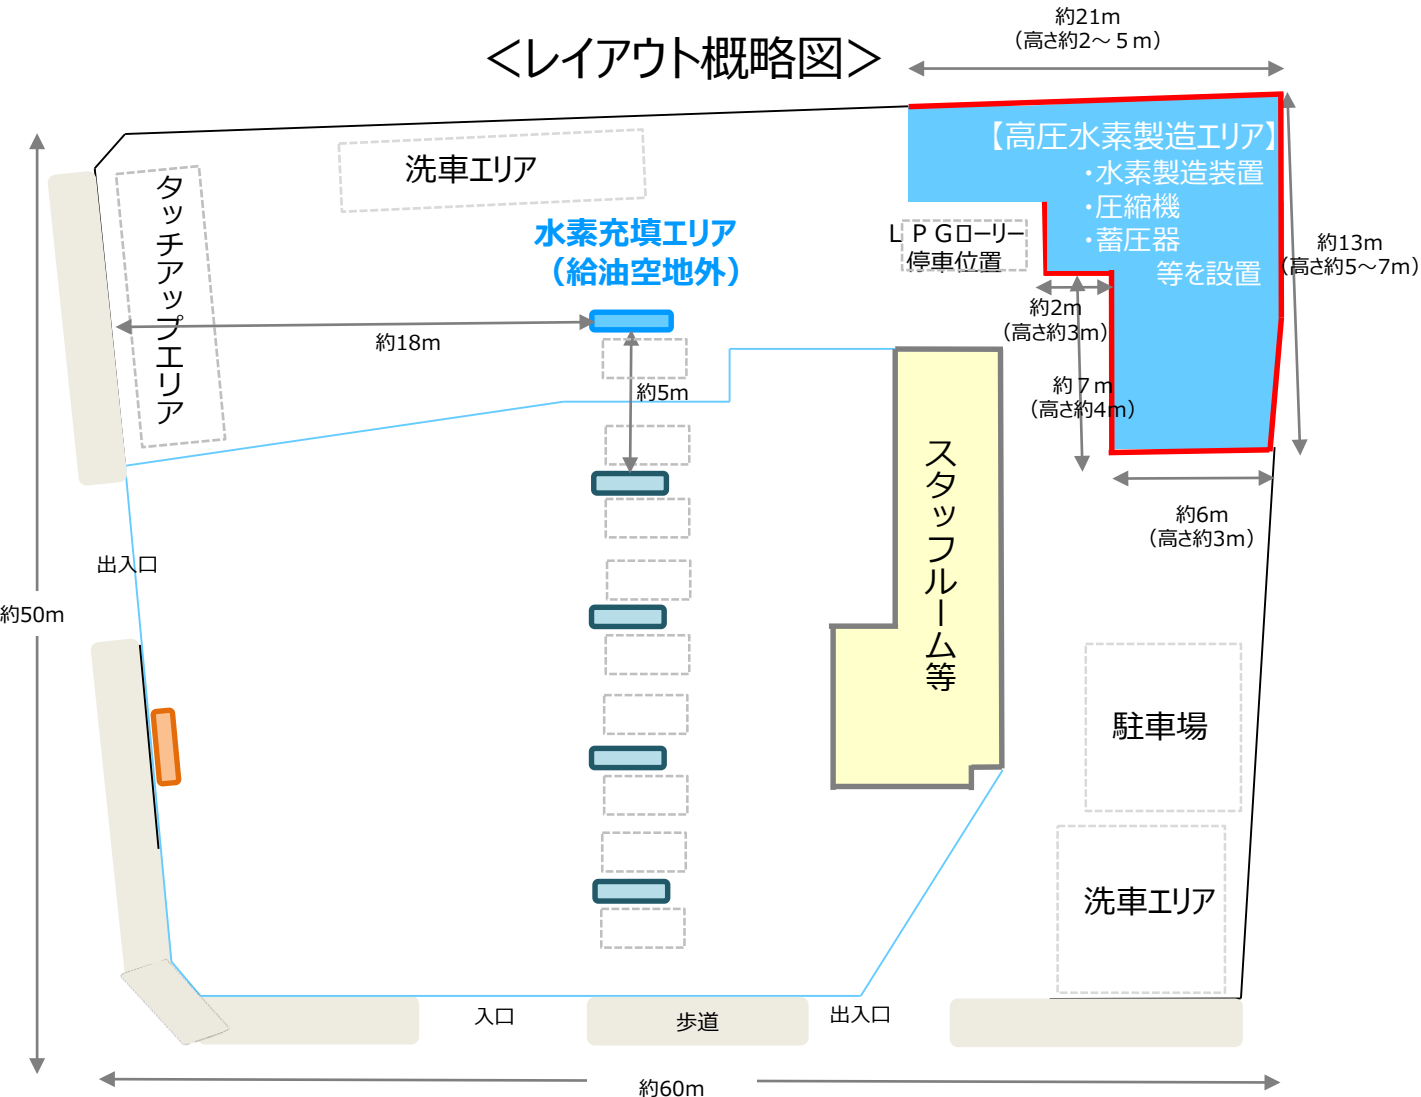 ＜レイアウト概略図＞
約21m
（高さ約2～５m）
【高圧水素製造エリア】
・水素製造装置
・圧縮機
・蓄圧器
等を設置
洗車エリア
タッチアップエリア
水素充填エリア
（給油空地外）
ＬＰＧローリー
停車位置
約13m
（高さ約5～7m）
約2m
（高さ約3m）
約18m
約5m
約７m
（高さ約4m）
スタッフルーム等
約6m
（高さ約3m）
出入口
約50m
駐車場
洗車エリア
入口
歩道
出入口
約60m